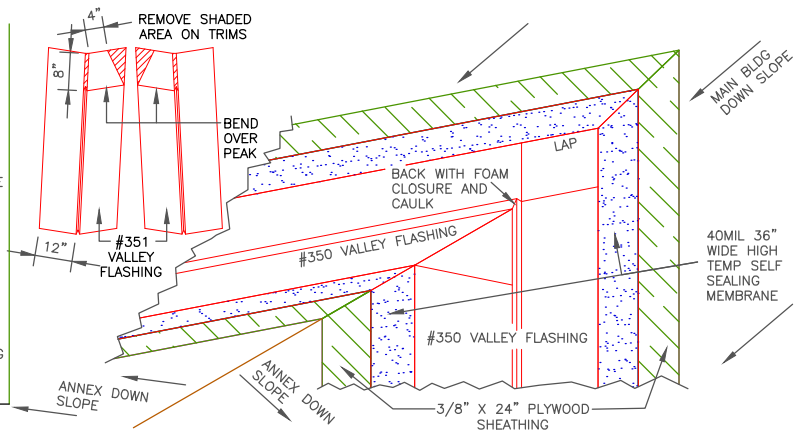 4"
REMOVE SHADED
AREA ON TRIMS
8"
BEND
OVER
PEAK
12"
#351
VALLEY
FLASHING
MAIN BLDG
DOWN SLOPE
LAP
BACK WITH FOAM
CLOSURE AND
CAULK
#350 VALLEY FLASHING
40MIL 36"
WIDE HIGH
TEMP SELF
SEALING
MEMBRANE
#350 VALLEY FLASHING
ANNEX DOWN
SLOPE
ANNEX DOWN
SLOPE
3/8" X 24" PLYWOOD
SHEATHING